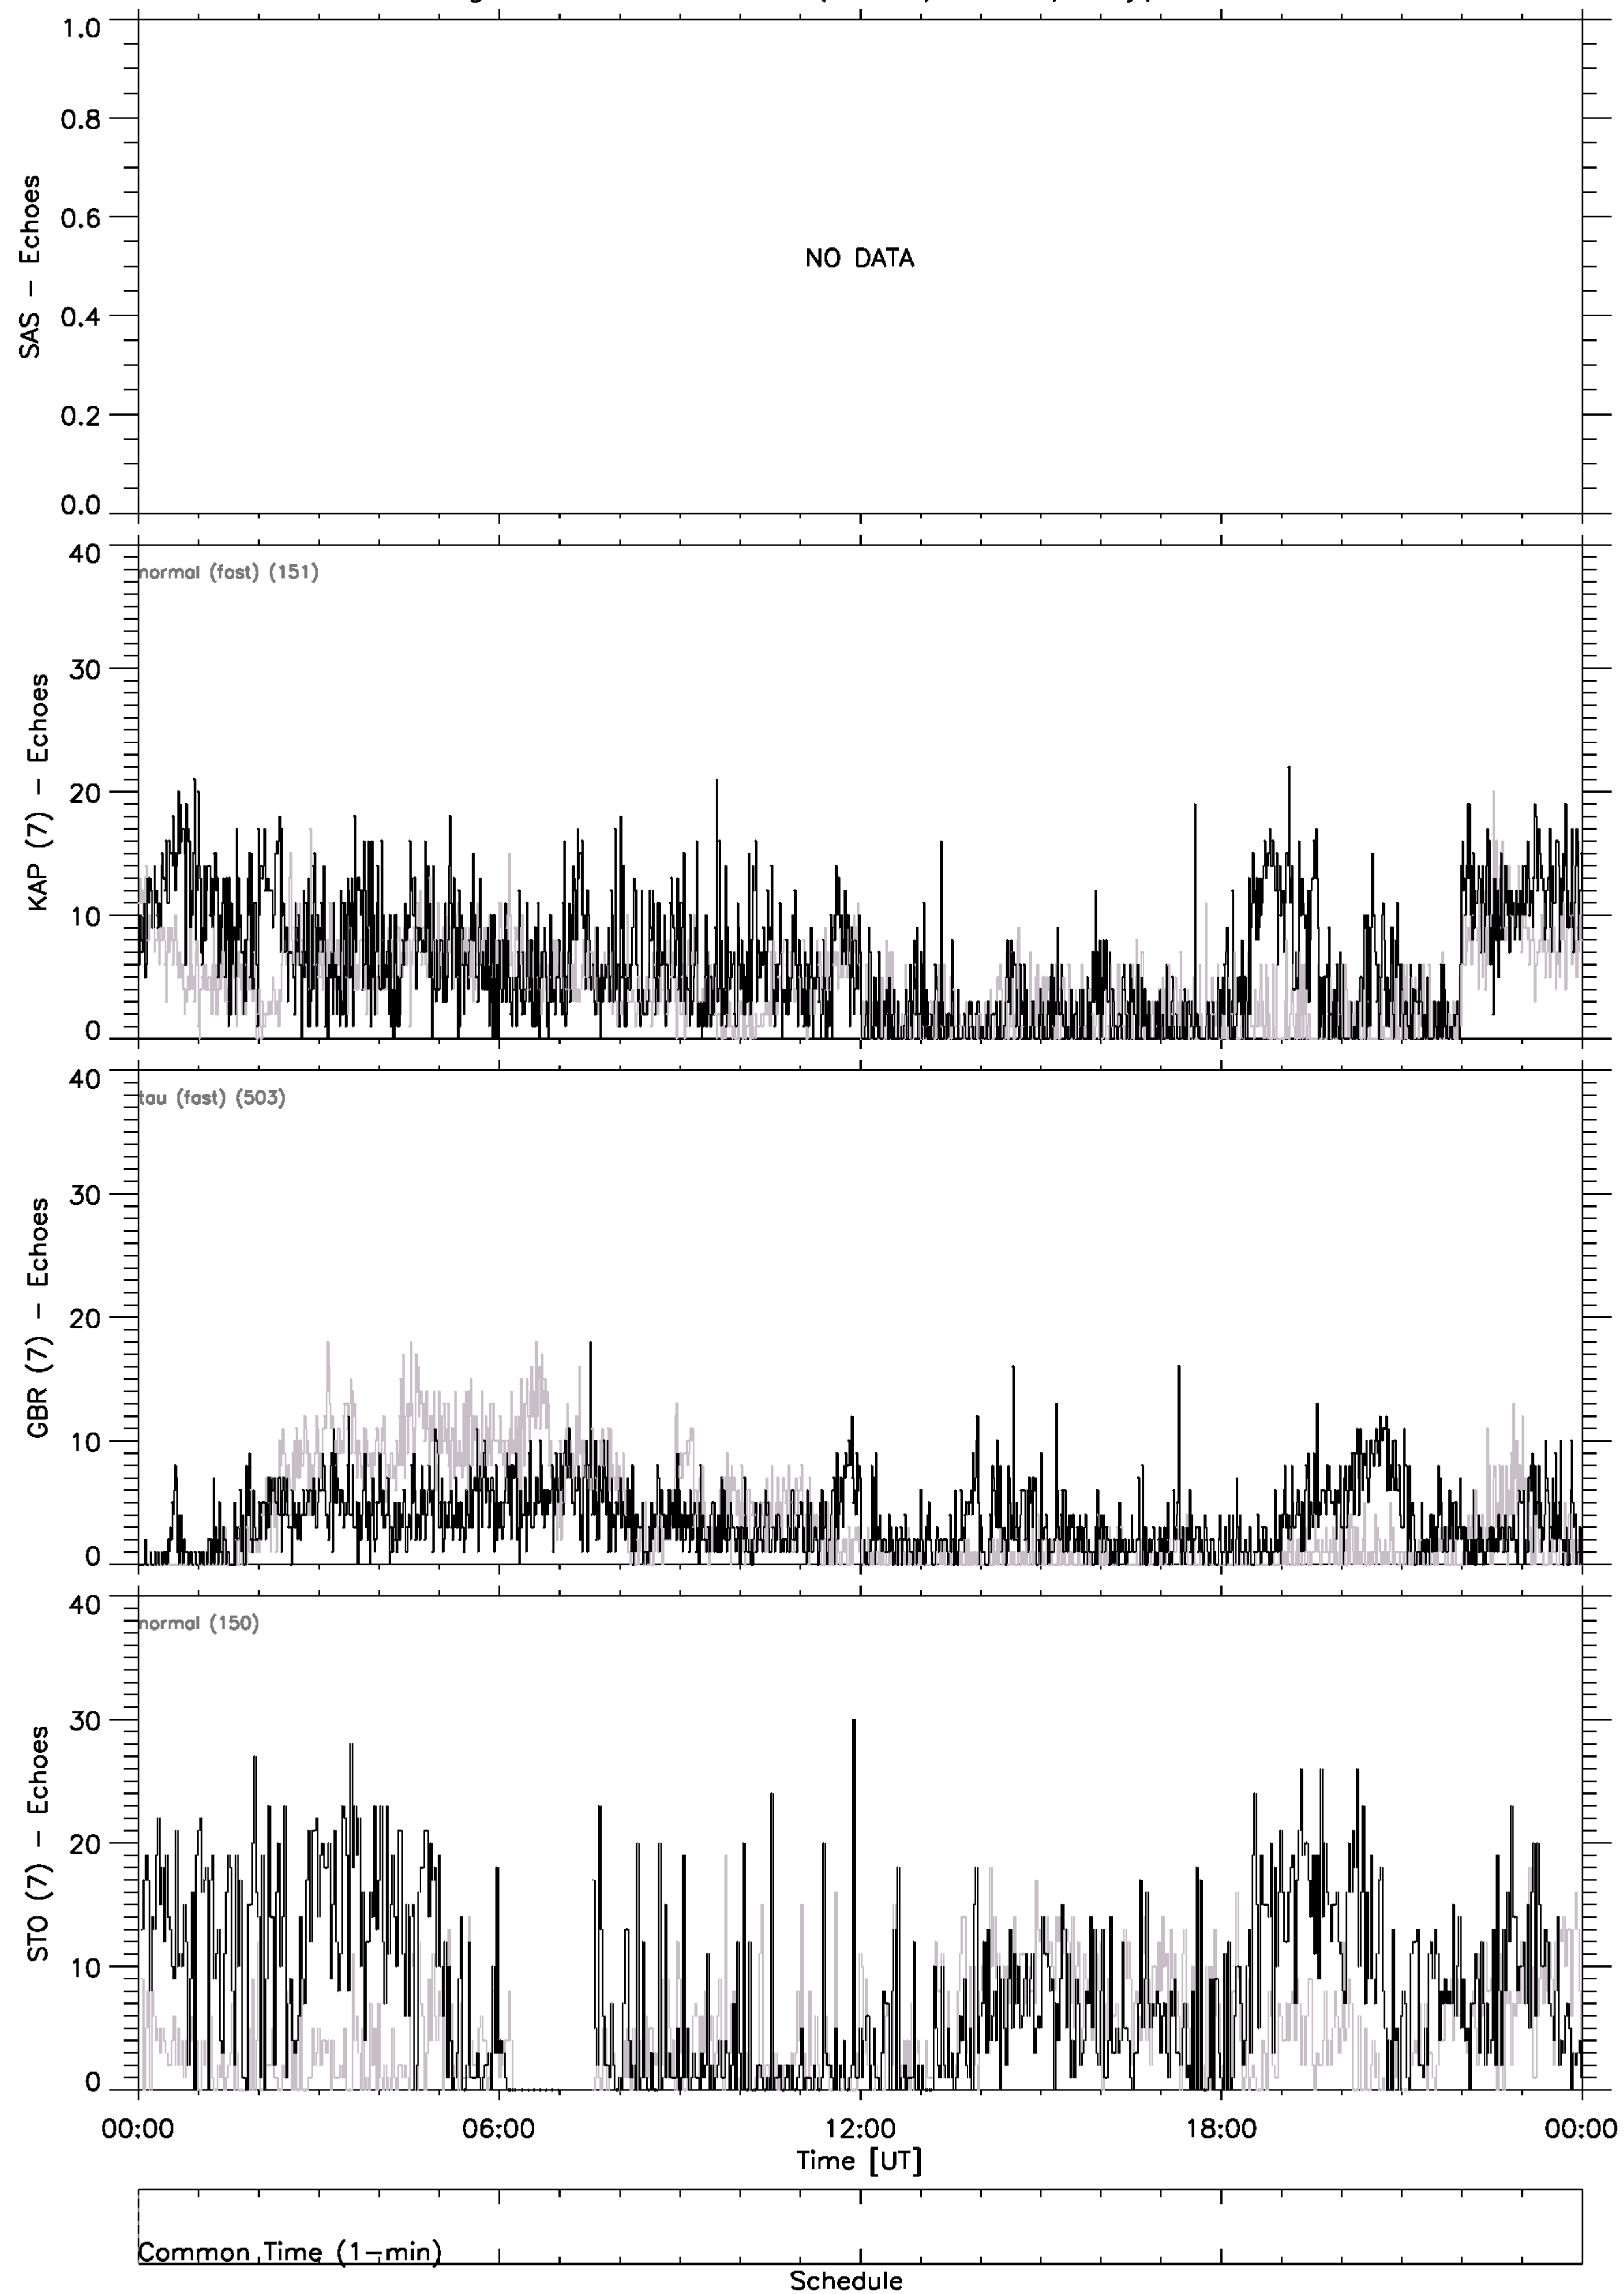 1.0
0.8
0.6
0.4
0.2
0.0
SAS - Echoes
NO DATA
40
30
20
10
0
KAP (7) - Echoes
normal (fast) (151)
40
30
20
10
0
GBR (7) - Echoes
tau (fast) (503)
40
30
20
10
0
STO (7) - Echoes
normal (150)
00:00 06:00 12:00 18:00 00:00
Time [UT]
Common Time (1-min)
Schedule